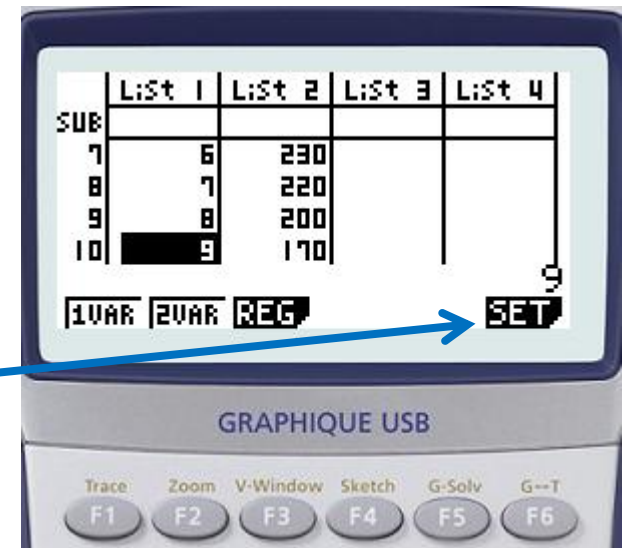 List 1 List 2 List 3 List 4
SUB
7 6 230
8 7 220
9 8 200
10 9 170
9
1VAR 2VAR REG SET
GRAPHIQUE USB
Trace Zoom V-Window Sketch G-Solv G↔T
F1 F2 F3 F4 F5 F6